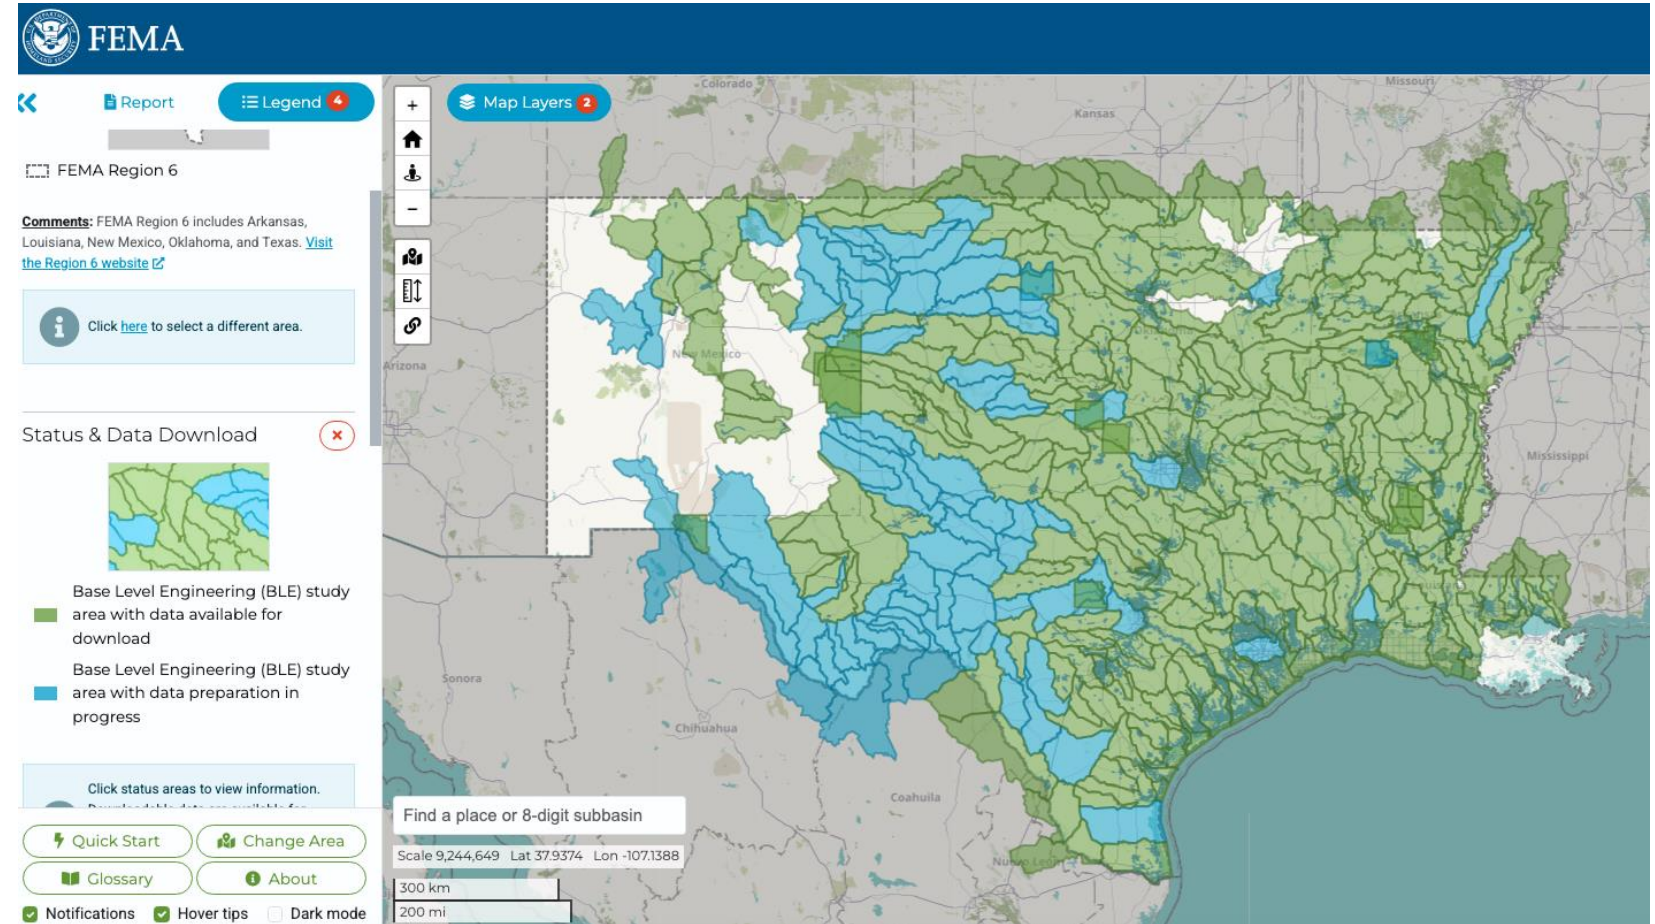 FEMA
Report
Legend 4
Map Layers 2
FEMA Region 6
Comments: FEMA Region 6 includes Arkansas,
Louisiana, New Mexico, Oklahoma, and Texas. Visit
the Region 6 website
Click here to select a different area.
Status & Data Download
Base Level Engineering (BLE) study
area with data available for
download
Base Level Engineering (BLE) study
area with data preparation in
progress
Click status areas to view information.
Quick Start
Change Area
Glossary
About
Notifications
Hover tips
Dark mode
+
−
Colorado
Kansas
Missouri
Arizona
New Mexico
Mississippi
Sonora
Chihuahua
Coahuila
Find a place or 8-digit subbasin
Scale 9,244,649 Lat 37.9374 Lon -107.1388
300 km
200 mi